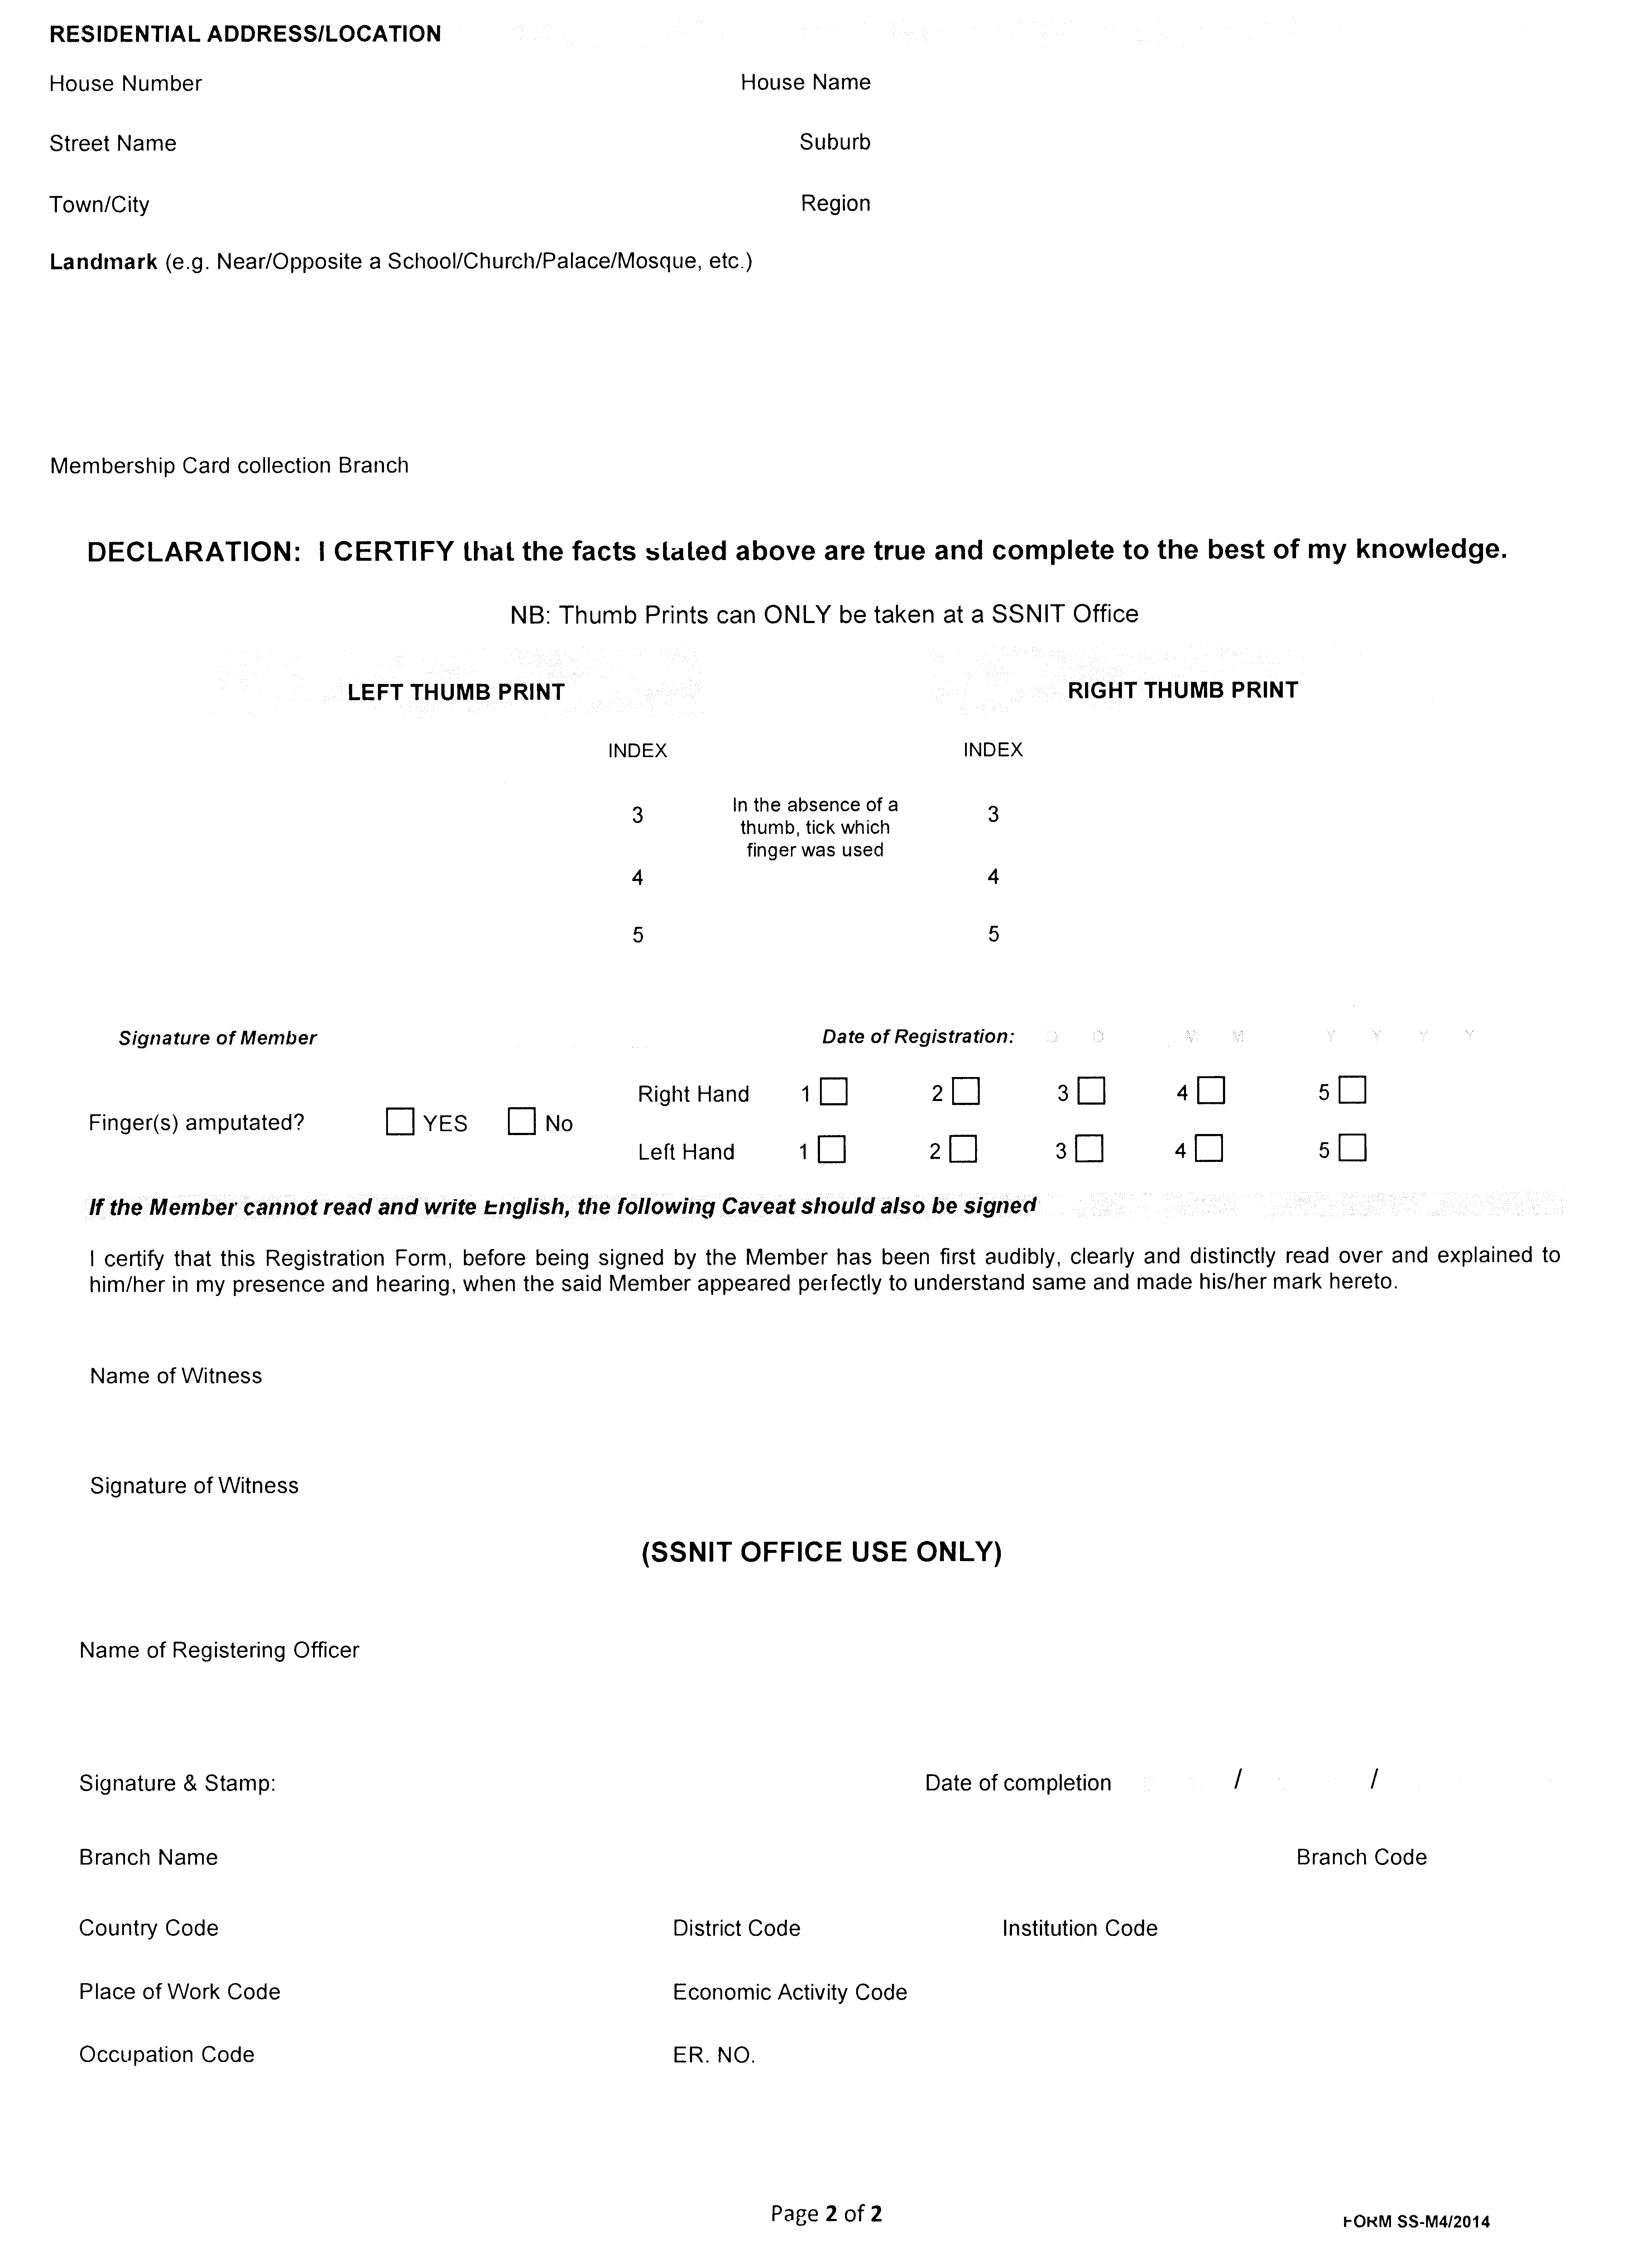 RESIDENTIAL ADDRESS/LOCATION
House Number House Name
Street Name Suburb
Town/City Region
Landmark (e.g. Near/Opposite a School/Church/Palace/Mosque, etc.)
Membership Card collection Branch
DECLARATION: I CERTIFY that the facts stated above are true and complete to the best of my knowledge.
NB: Thumb Prints can ONLY be taken at a SSNIT Office
LEFT THUMB PRINT RIGHT THUMB PRINT
INDEX INDEX
3 In the absence of a 3
thumb, tick which
finger was used
4 4
5 5
Signature of Member Date of Registration: D D M M Y Y Y Y
Right Hand 1 2 3 4 5
Finger(s) amputated? YES No
Left Hand 1 2 3 4 5
If the Member cannot read and write English, the following Caveat should also be signed
I certify that this Registration Form, before being signed by the Member has been first audibly, clearly and distinctly read over and explained to
him/her in my presence and hearing, when the said Member appeared perfectly to understand same and made his/her mark hereto.
Name of Witness
Signature of Witness
(SSNIT OFFICE USE ONLY)
Name of Registering Officer
Signature & Stamp: Date of completion / /
Branch Name Branch Code
Country Code District Code Institution Code
Place of Work Code Economic Activity Code
Occupation Code ER. NO.
Page 2 of 2
FORM SS-M4/2014